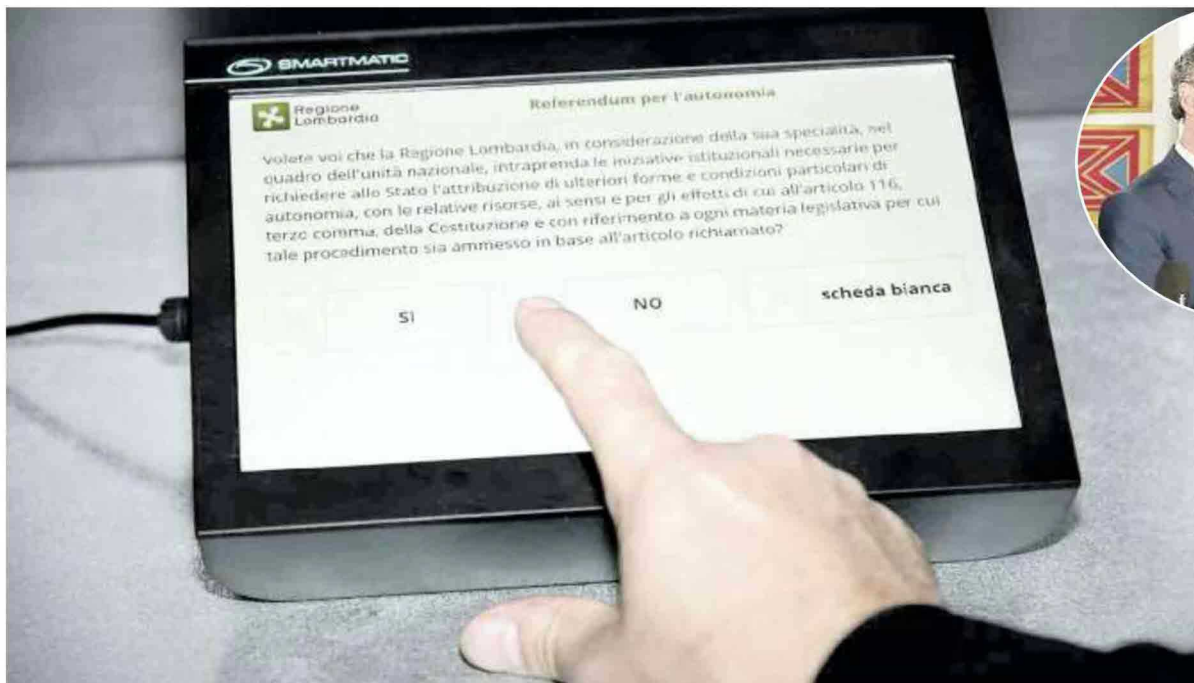 SMARTMATIC
Regione
Lombardia
Referendum per l'autonomia
Volete voi che la Regione Lombardia, in considerazione della sua specialità, nel
quadro dell'unità nazionale, intraprenda le iniziative istituzionali necessarie per
richiedere allo Stato l'attribuzione di ulteriori forme e condizioni particolari di
autonomia, con le relative risorse, ai sensi e per gli effetti di cui all'articolo 116,
terzo comma, della Costituzione e con riferimento a ogni materia legislativa per cui
tale procedimento sia ammesso in base all'articolo richiamato?
SI
NO
scheda bianca